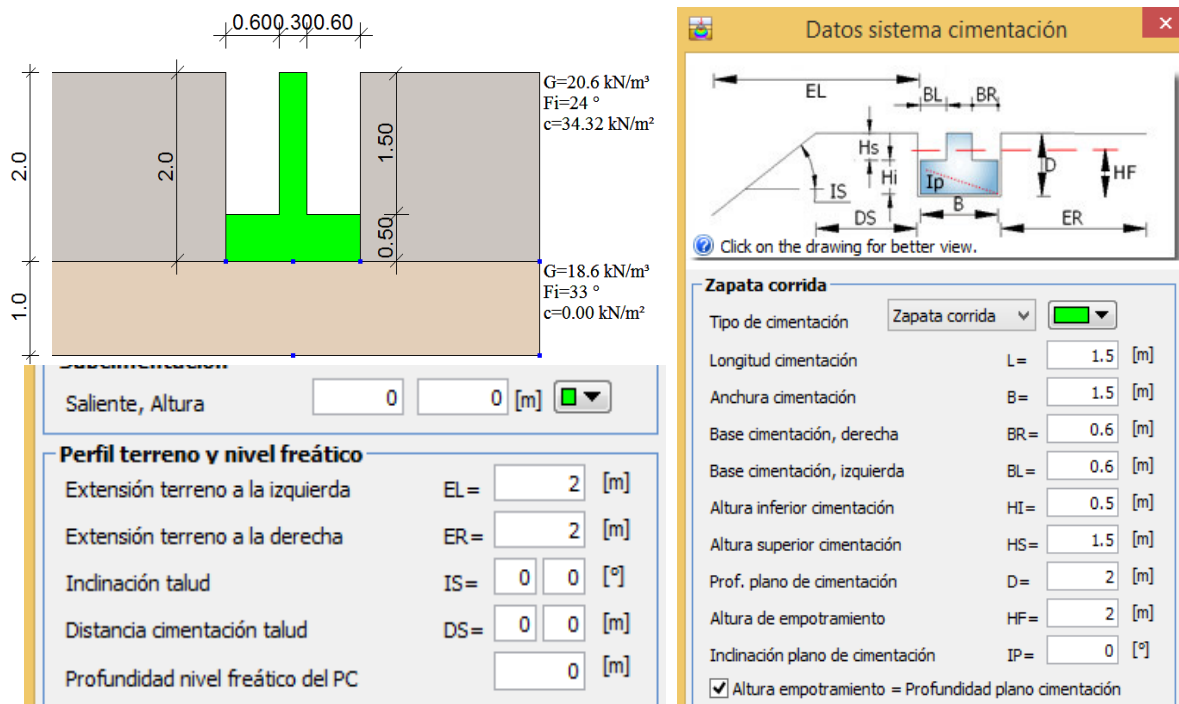 0.600.300.60
2.0
2.0
1.50
0.50
1.0
G=20.6 kN/m³
Fi=24 °
c=34.32 kN/m²
G=18.6 kN/m³
Fi=33 °
c=0.00 kN/m²
Saliente, Altura 0 0 [m]
Perfil terreno y nivel freático
Extensión terreno a la izquierda EL= 2 [m]
Extensión terreno a la derecha ER= 2 [m]
Inclinación talud IS= 0 0 [°]
Distancia cimentación talud DS= 0 0 [m]
Profundidad nivel freático del PC 0 [m]
Datos sistema cimentación
EL
BL
BR
Hs
Hi
D
HF
Ip
IS
B
DS
ER
Click on the drawing for better view.
Zapata corrida
Tipo de cimentación Zapata corrida
Longitud cimentación L= 1.5 [m]
Anchura cimentación B= 1.5 [m]
Base cimentación, derecha BR= 0.6 [m]
Base cimentación, izquierda BL= 0.6 [m]
Altura inferior cimentación HI= 0.5 [m]
Altura superior cimentación HS= 1.5 [m]
Prof. plano de cimentación D= 2 [m]
Altura de empotramiento HF= 2 [m]
Inclinación plano de cimentación IP= 0 [°]
Altura empotramiento = Profundidad plano cimentación